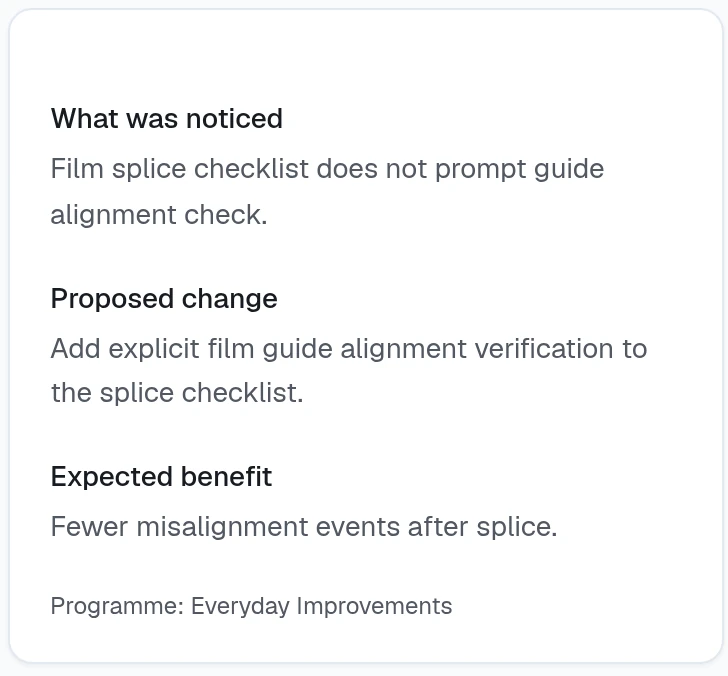 What was noticed
Film splice checklist does not prompt guide
alignment check.
Proposed change
Add explicit film guide alignment verification to
the splice checklist.
Expected benefit
Fewer misalignment events after splice.
Programme: Everyday Improvements